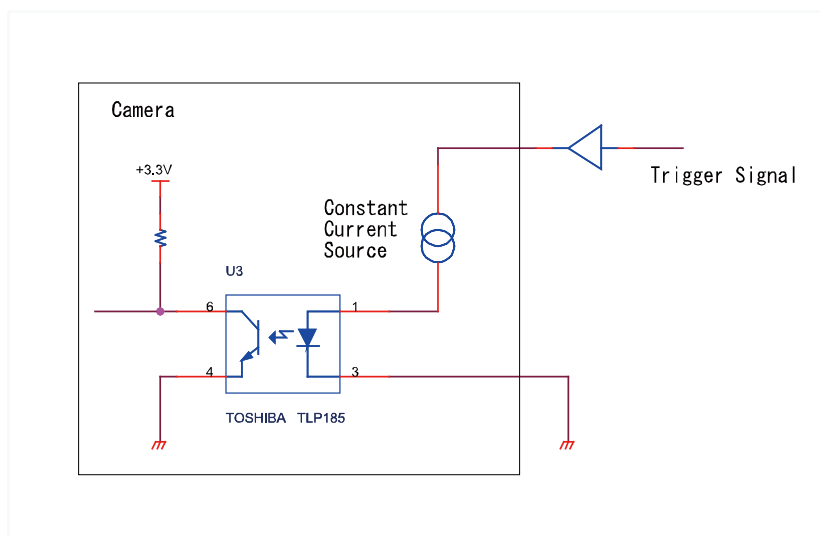 Camera
+3.3V
Trigger Signal
Constant
Current
Source
U3
6
1
4
3
TOSHIBA TLP185